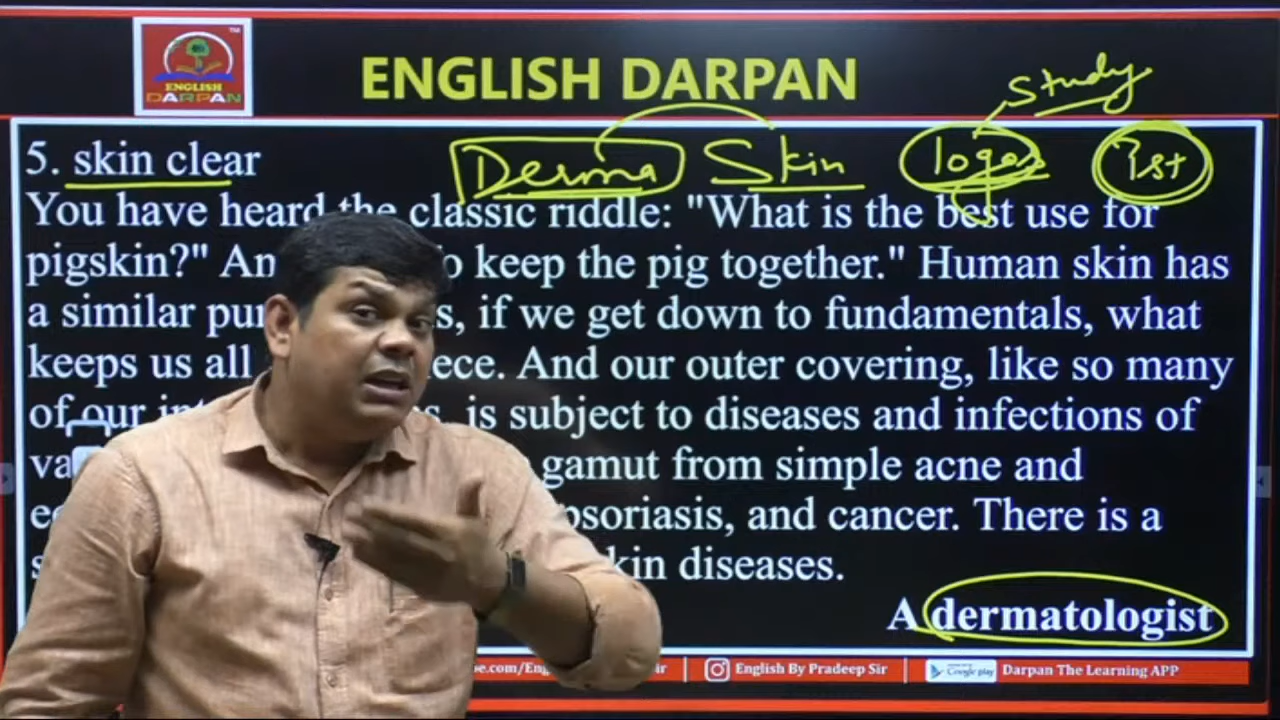 TM
ENGLISH
DARPAN
ENGLISH DARPAN
Study
Derma Skin logos ist
5. skin clear
You have heard the classic riddle: "What is the best use for
pigskin?" keep the pig together." Human skin has
a similar if we get down to fundamentals, what
keeps us all And our outer covering, like so many
of our is subject to diseases and infections of
gamut from simple acne and
psoriasis, and cancer. There is a
skin diseases.
A dermatologist
English By Pradeep Sir
Google play
Darpan The Learning APP